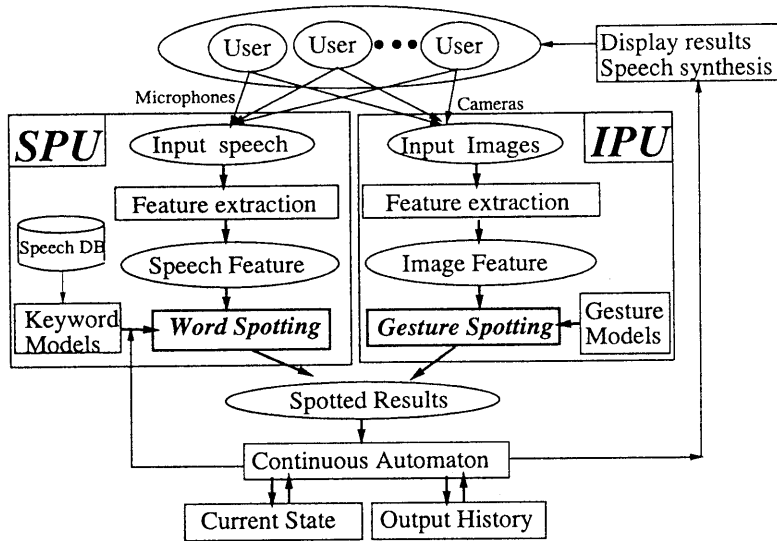 User User ••• User
Display results
Speech synthesis
Microphones
Cameras
SPU
Input speech
Input Images
IPU
Feature extraction
Feature extraction
Speech DB
Speech Feature
Image Feature
Keyword
Models
Word Spotting
Gesture Spotting
Gesture
Models
Spotted Results
Continuous Automaton
Current State
Output History